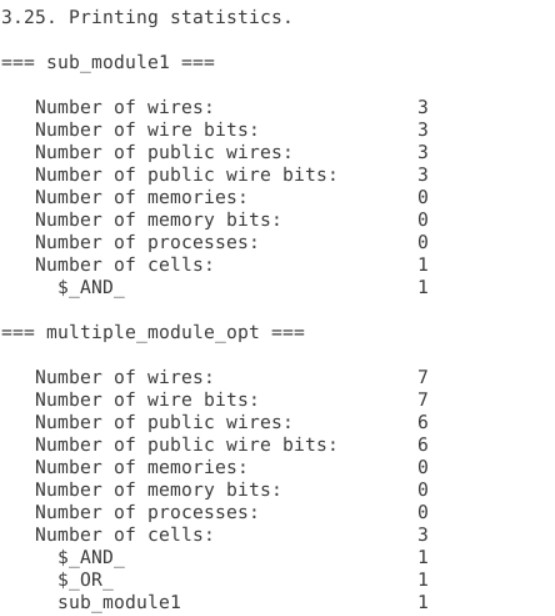 3.25. Printing statistics.
=== sub_module1 ===
Number of wires: 3
Number of wire bits: 3
Number of public wires: 3
Number of public wire bits: 3
Number of memories: 0
Number of memory bits: 0
Number of processes: 0
Number of cells: 1
$_AND_ 1
=== multiple_module_opt ===
Number of wires: 7
Number of wire bits: 7
Number of public wires: 6
Number of public wire bits: 6
Number of memories: 0
Number of memory bits: 0
Number of processes: 0
Number of cells: 3
$_AND_ 1
$_OR_ 1
sub_module1 1